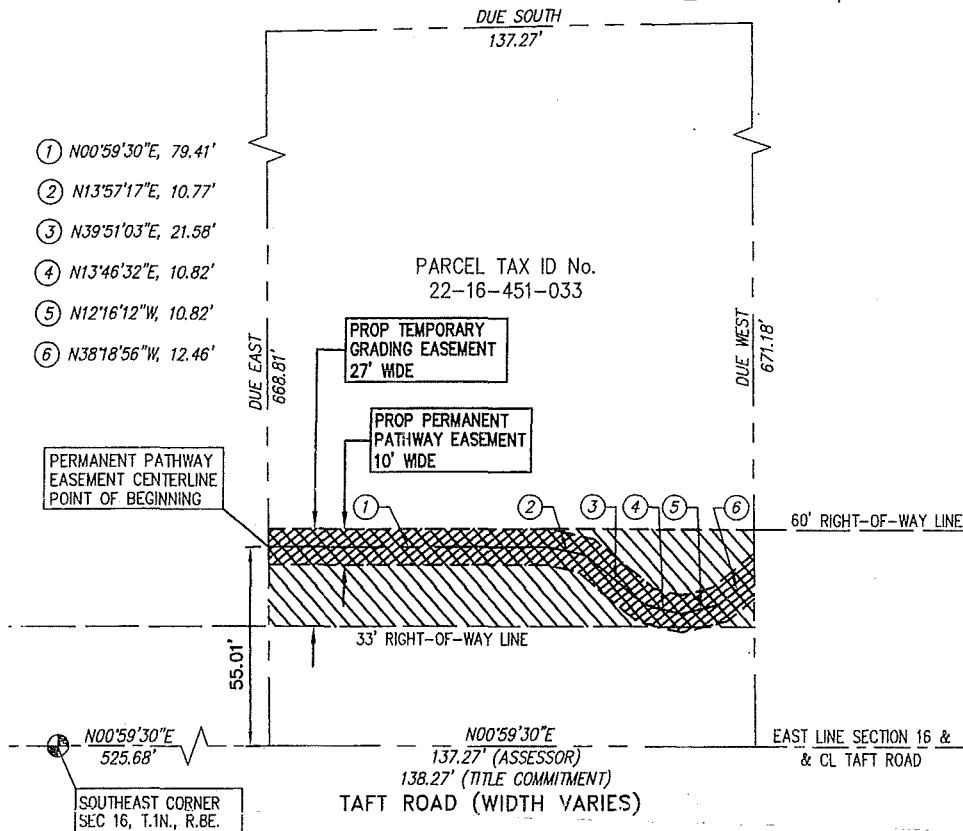 DUE SOUTH
137.27'
① N00°59'30"E, 79.41'
② N13°57'17"E, 10.77'
③ N39°51'03"E, 21.58'
④ N13°46'32"E, 10.82'
⑤ N12°16'12"W, 10.82'
⑥ N38°18'56"W, 12.46'
PARCEL TAX ID No.
22-16-451-033
DUE EAST
668.81'
DUE WEST
671.18'
PROP TEMPORARY
GRADING EASEMENT
27' WIDE
PROP PERMANENT
PATHWAY EASEMENT
10' WIDE
PERMANENT PATHWAY
EASEMENT CENTERLINE
POINT OF BEGINNING
① ② ③ ④ ⑤ ⑥
60' RIGHT-OF-WAY LINE
33' RIGHT-OF-WAY LINE
55.01'
N00°59'30"E
525.68'
N00°59'30"E
137.27' (ASSESSOR)
138.27' (TITLE COMMITMENT)
EAST LINE SECTION 16 &
& CL TAFT ROAD
TAFT ROAD (WIDTH VARIES)
SOUTHEAST CORNER
SEC 16, T.1N., R.8E.